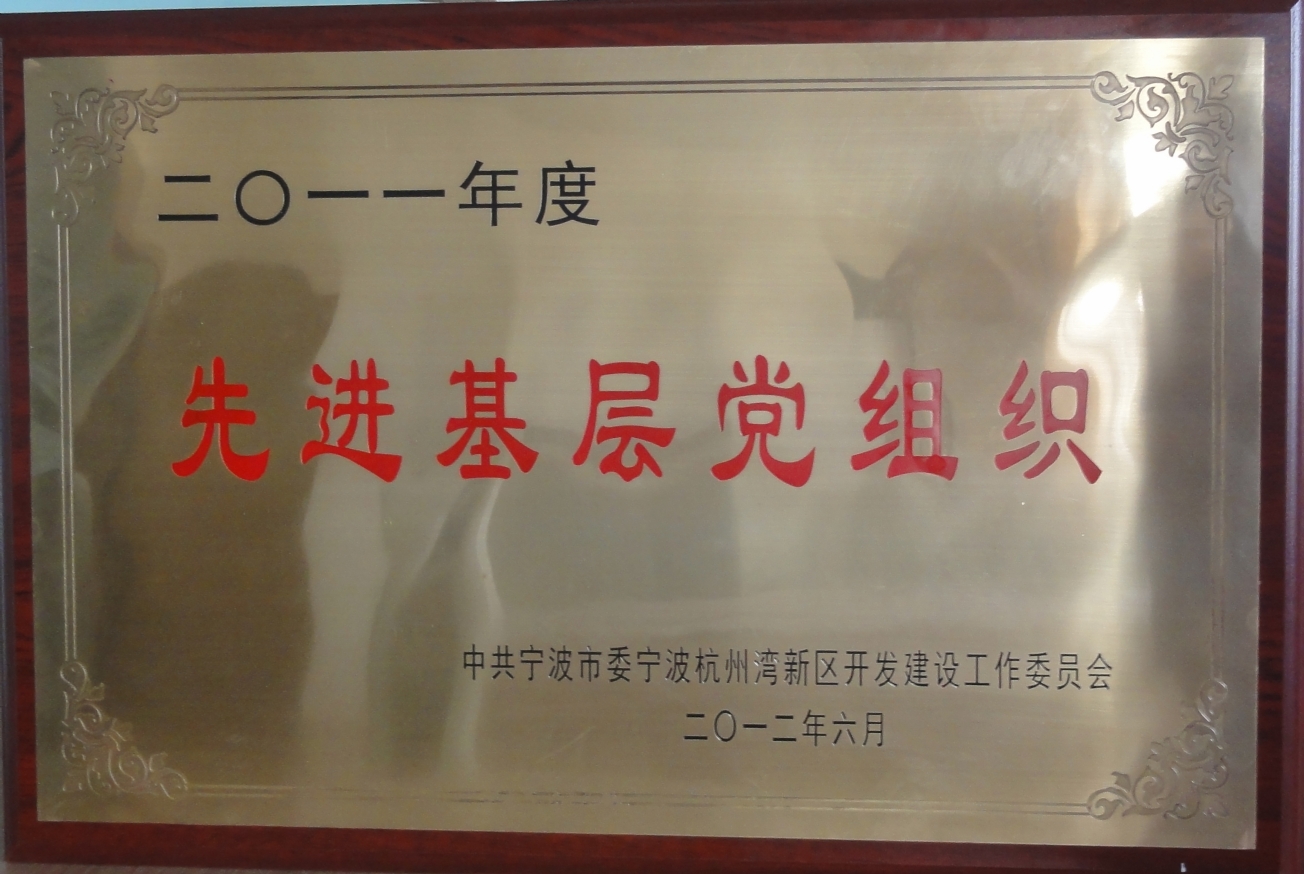 二〇一一年度
先进基层党组织
中共宁波市委宁波杭州湾新区开发建设工作委员会
二〇一二年六月